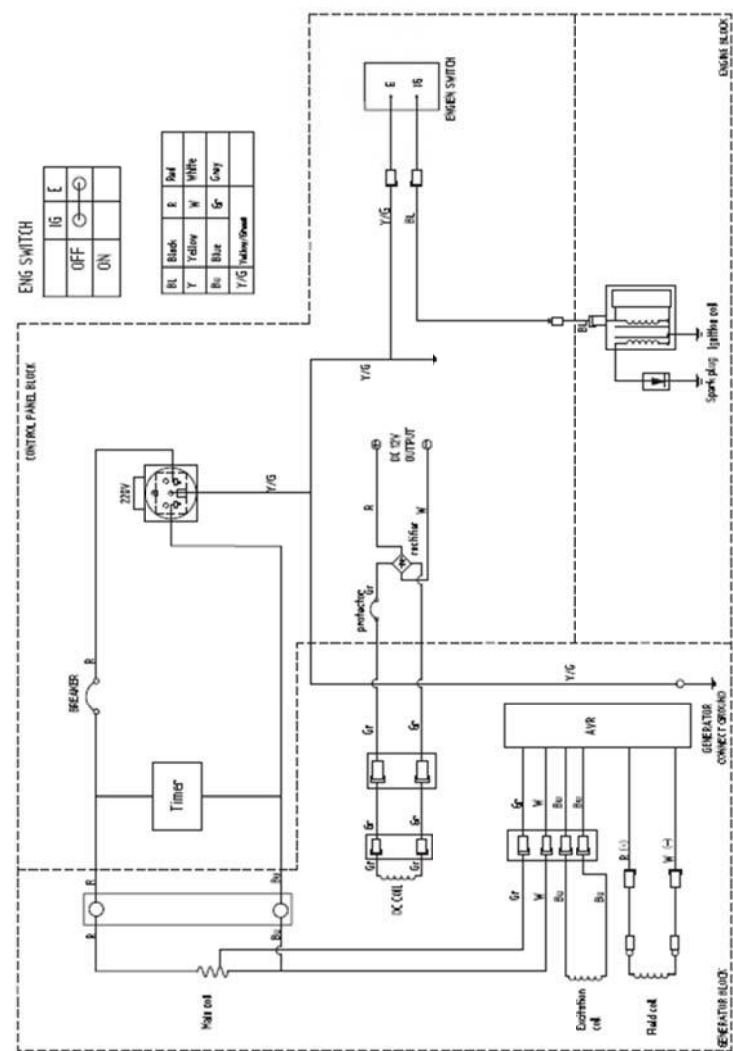 ENG SWITCH
IG E
OFF
ON
BL Black R Red
Y Yellow W White
Bu Blue Gr Gray
Y/G Yellow/Green
CONTROL PANEL BLOCK
ENGINE BLOCK
GENERATOR BLOCK
E
IG
ENGIEN SWITCH
Y/G
BL
BL
Spark plug
Ignition coil
Y/G
220V
Y/G
R
BREAKER
Timer
R
Bu
R
Bu
Main coil
DC 12V
OUTPUT
R
W
rectifier
Gr
protector
Gr
Gr
Gr
Gr
Gr
Gr
DC COIL
Y/G
GENERATOR
CONNECT GROUND
AVR
Gr
W
Bu
Bu
R (+)
W (-)
Gr
W
Bu
Bu
Excitation
coil
Field coil